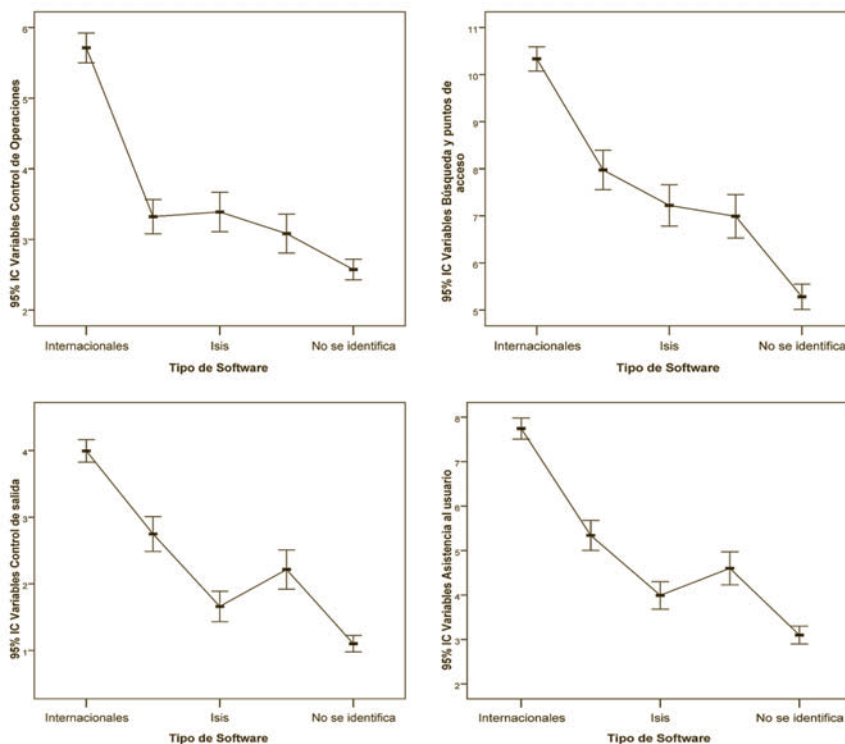 95% IC Variables Control de Operaciones
6
5
4
3
2
Internacionales
Isis
No se identifica
Tipo de Software
95% IC Variables Búsqueda y puntos de
acceso
11
10
9
8
7
6
5
Internacionales
Isis
No se identifica
Tipo de Software
95% IC Variables Control de salida
4
3
2
1
Internacionales
Isis
No se identifica
Tipo de Software
95% IC Variables Asistencia al usuario
8
7
6
5
4
3
2
Internacionales
Isis
No se identifica
Tipo de Software